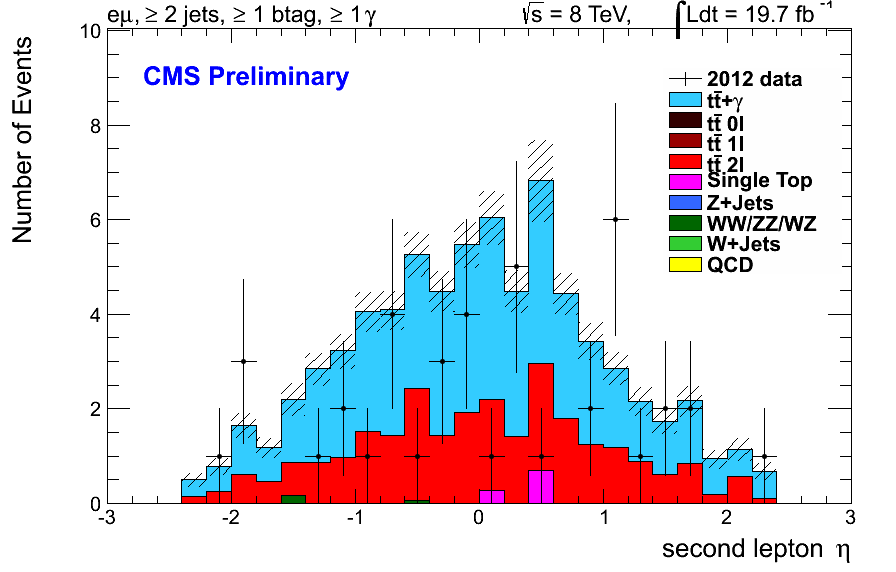 eμ, ≥ 2 jets, ≥ 1 btag, ≥ 1 γ
√s = 8 TeV, ∫Ldt = 19.7 fb⁻¹
CMS Preliminary
Number of Events
10
8
6
4
2
0
2012 data
tt̄+γ
tt̄ 0l
tt̄ 1l
tt̄ 2l
Single Top
Z+Jets
WW/ZZ/WZ
W+Jets
QCD
-3 -2 -1 0 1 2 3
second lepton η